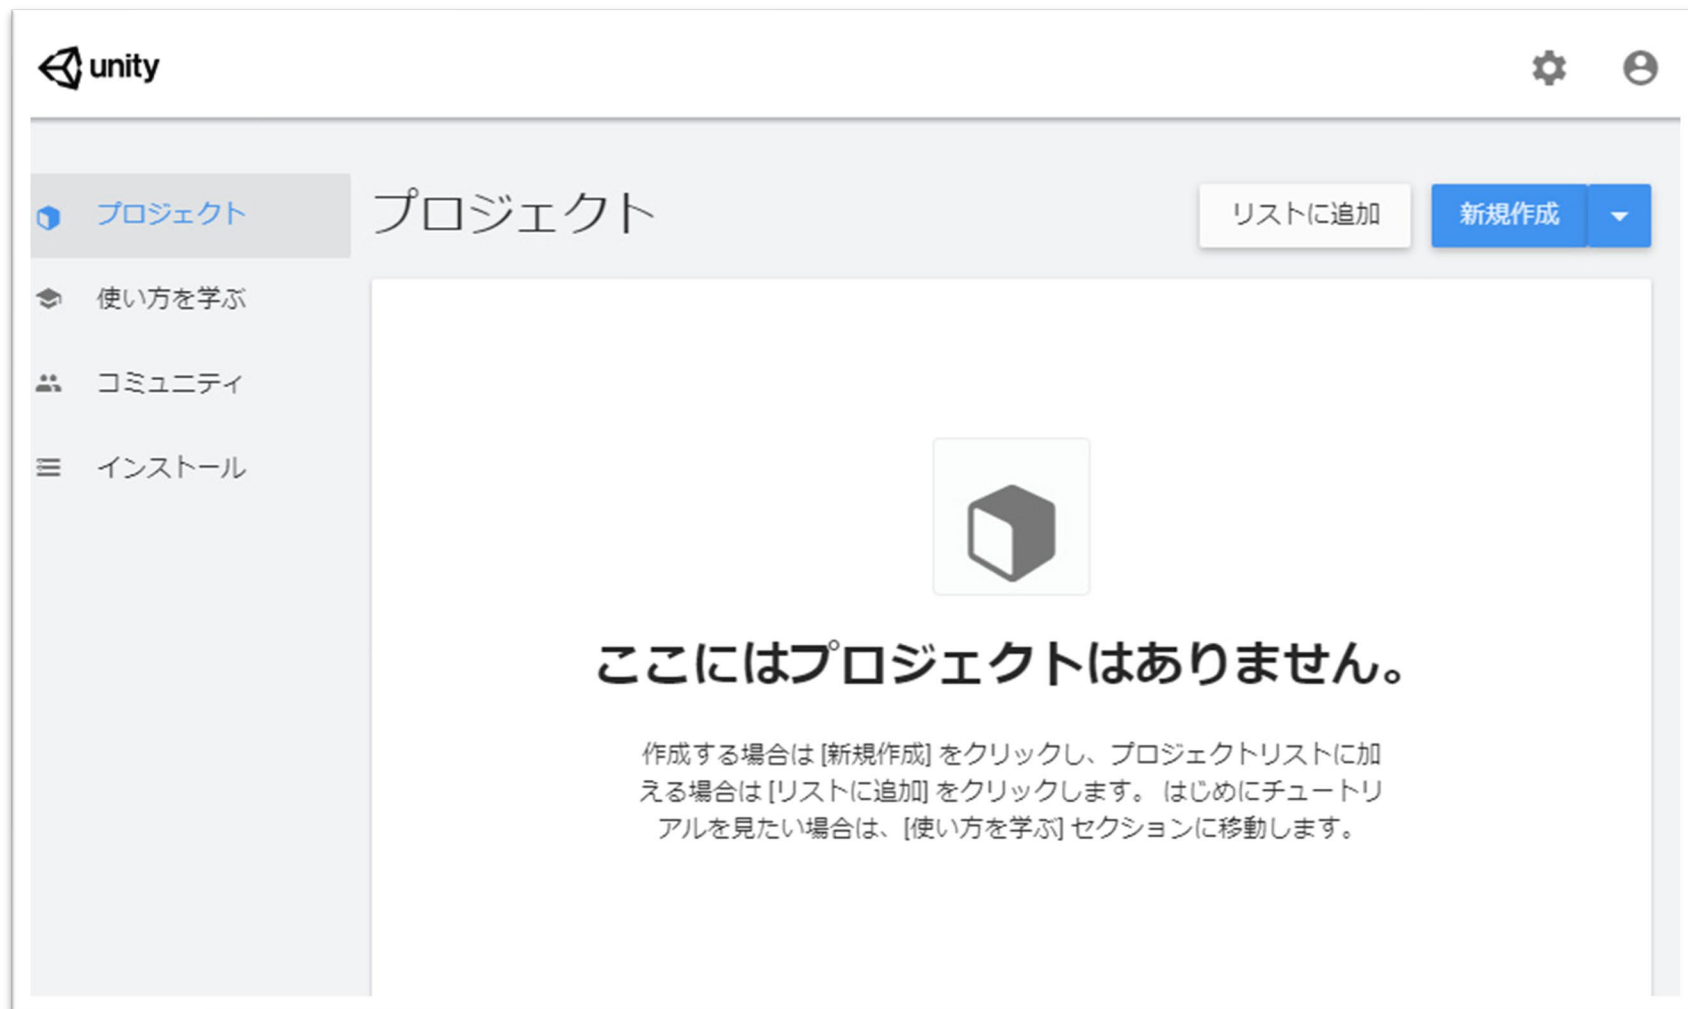 unity
プロジェクト
使い方を学ぶ
コミュニティ
インストール
プロジェクト
リストに追加
新規作成
ここにはプロジェクトはありません。
作成する場合は [新規作成] をクリックし、プロジェクトリストに加
える場合は [リストに追加] をクリックします。 はじめにチュートリ
アルを見たい場合は、[使い方を学ぶ] セクションに移動します。